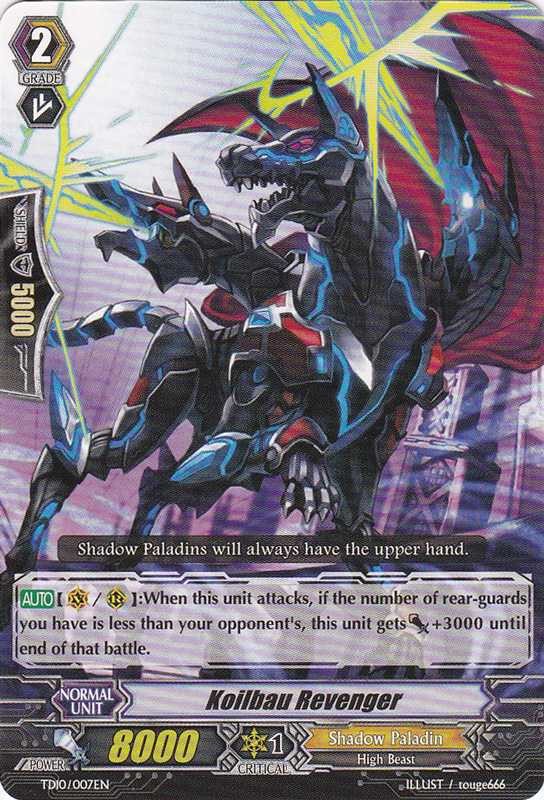 2
GRADE
SHIELD
5000
Shadow Paladins will always have the upper hand.
AUTO [ / ]:When this unit attacks, if the number of rear-guards
you have is less than your opponent's, this unit gets +3000 until
end of that battle.
NORMAL
UNIT
Koilbau Revenger
POWER
8000
1
CRITICAL
Shadow Paladin
High Beast
TD10/007EN
ILLUST / touge666